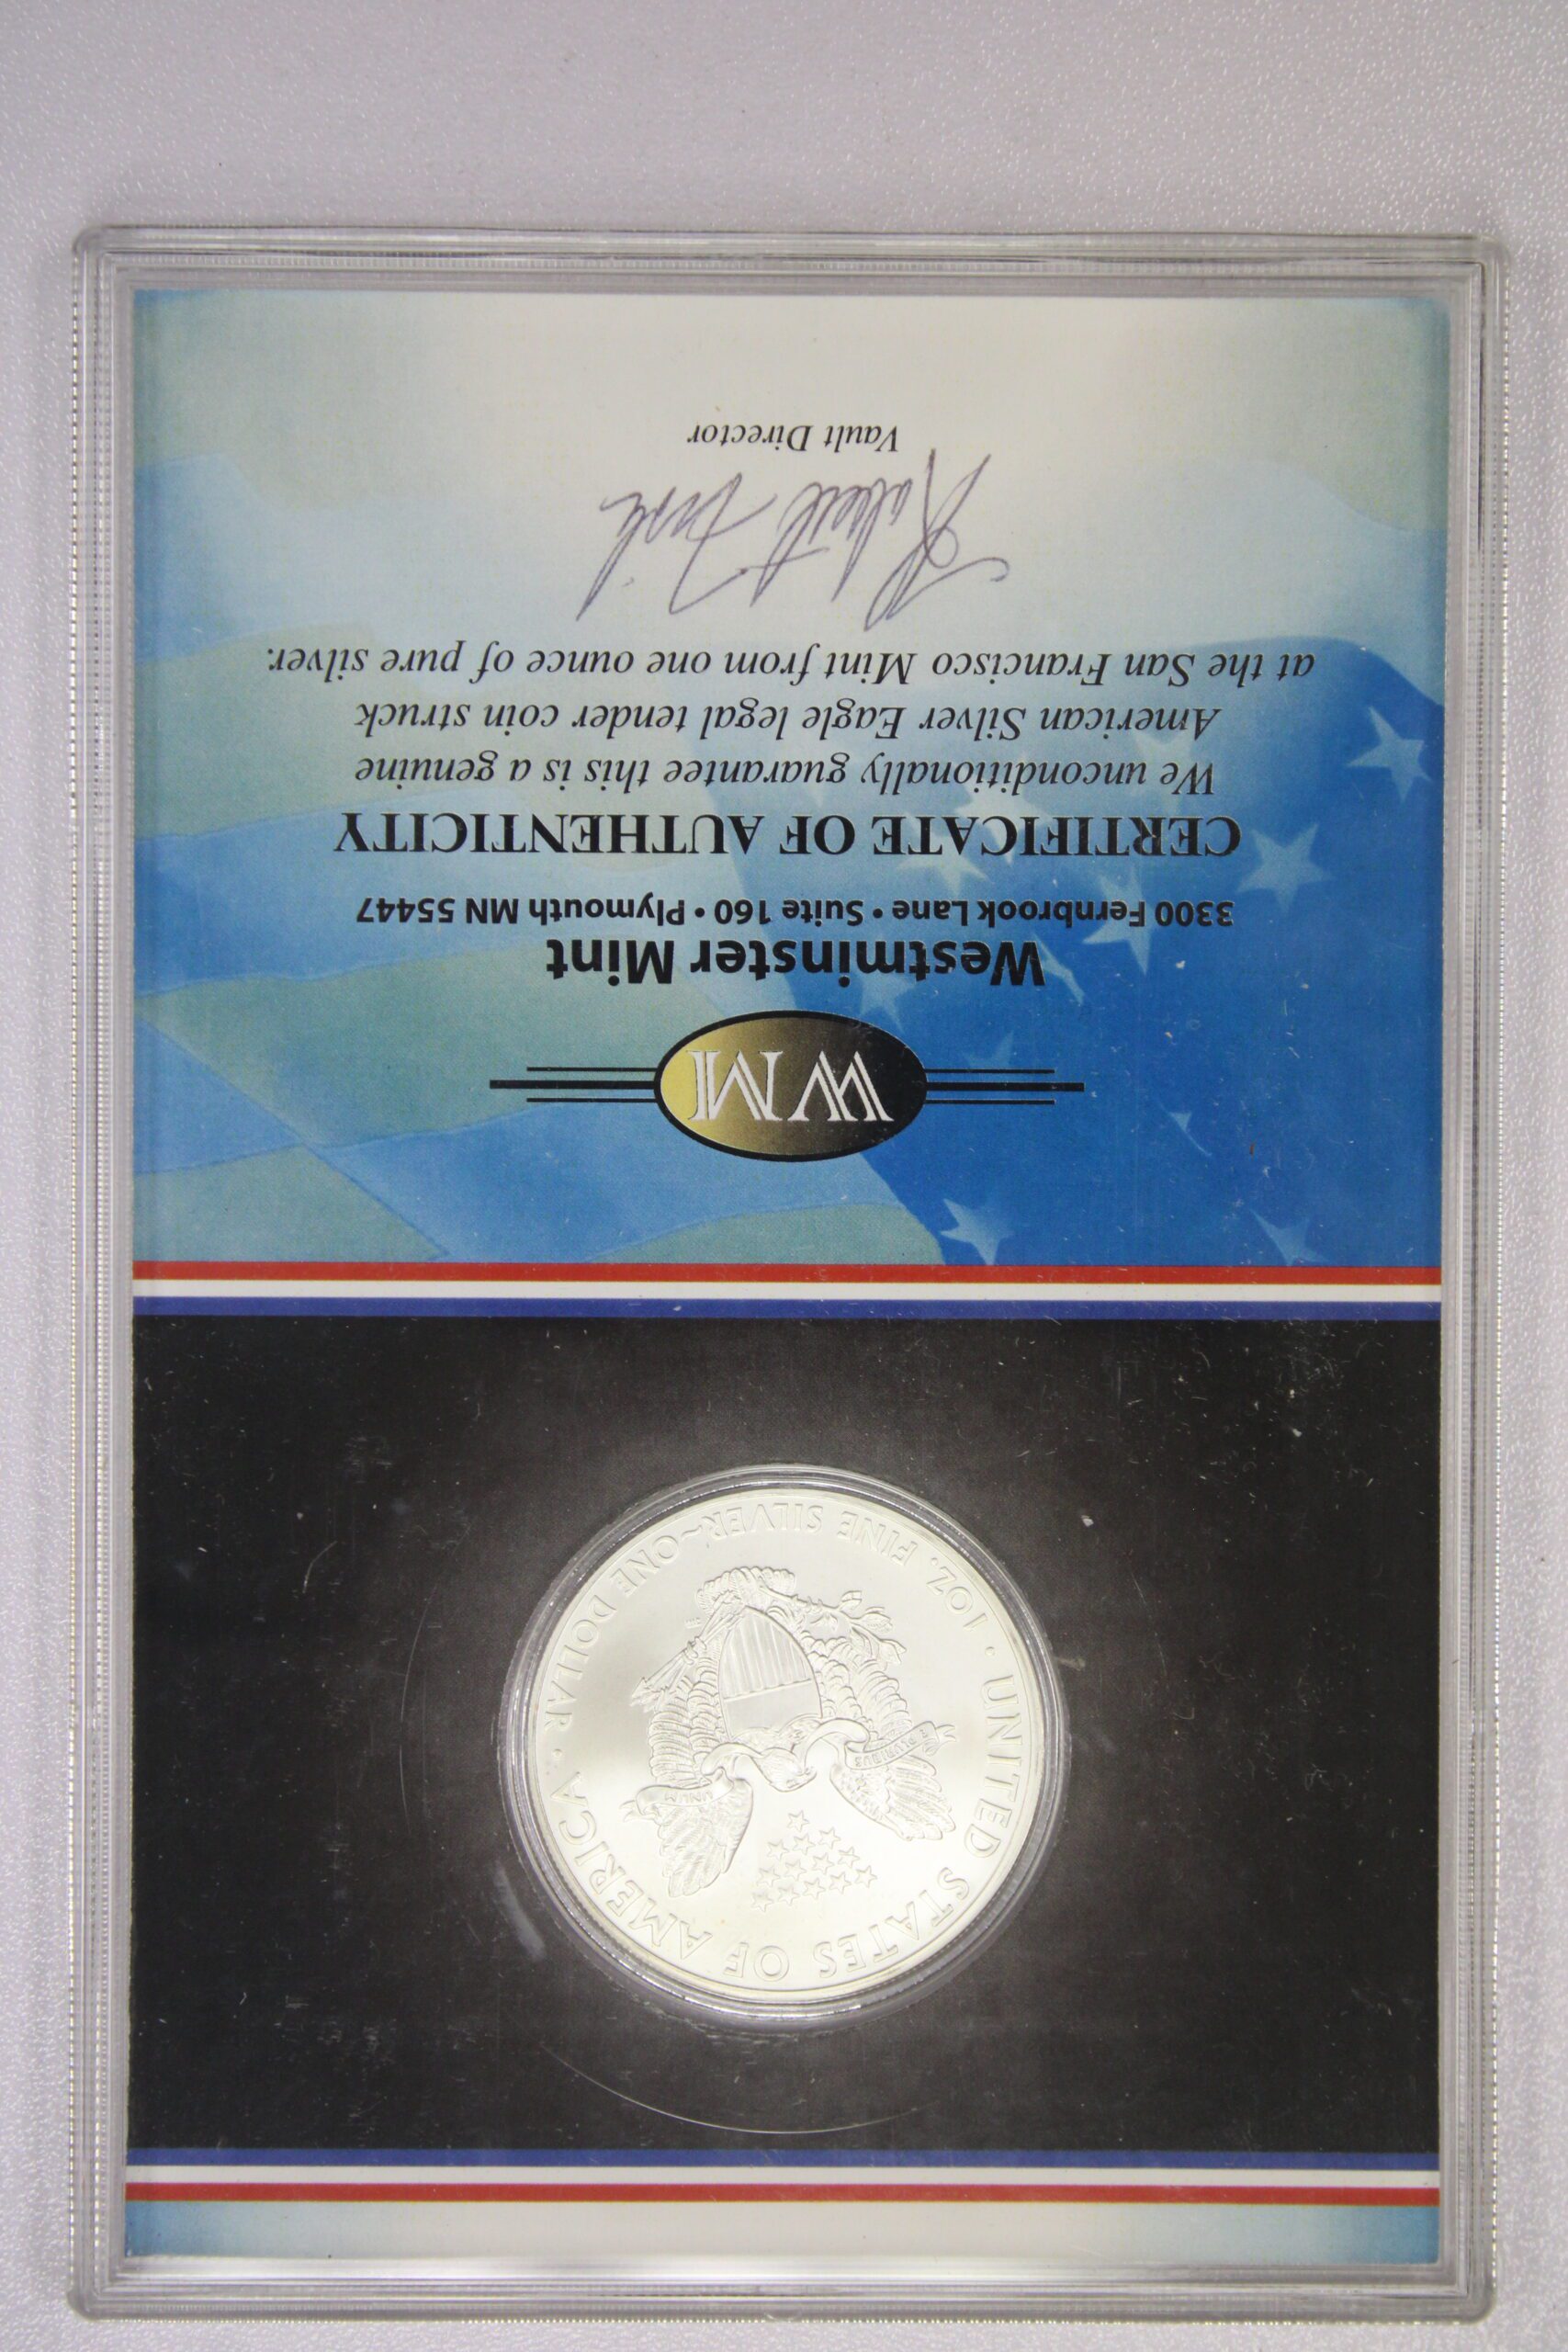 UNITED STATES OF AMERICA
E PLURIBUS
UNUM
1 OZ. FINE SILVER~ONE DOLLAR
WM
Westminster Mint
3300 Fernbrook Lane • Suite 160 • Plymouth MN 55447
CERTIFICATE OF AUTHENTICITY
We unconditionally guarantee this is a genuine
American Silver Eagle legal tender coin struck
at the San Francisco Mint from one ounce of pure silver.
Vault Director